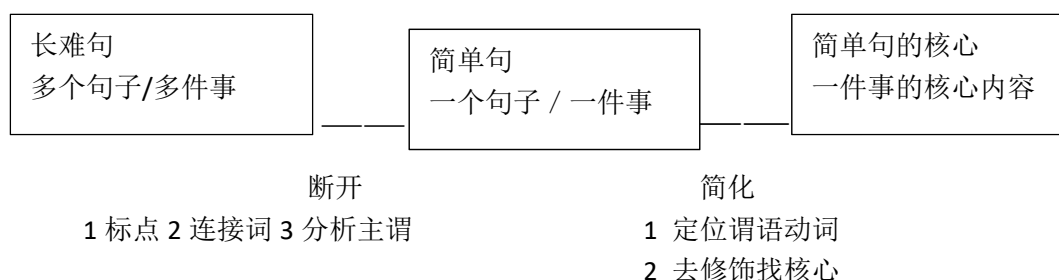 长难句
多个句子/多件事
简单句
一个句子／一件事
简单句的核心
一件事的核心内容
断开
1 标点 2 连接词 3 分析主谓
简化
1 定位谓语动词
2 去修饰找核心